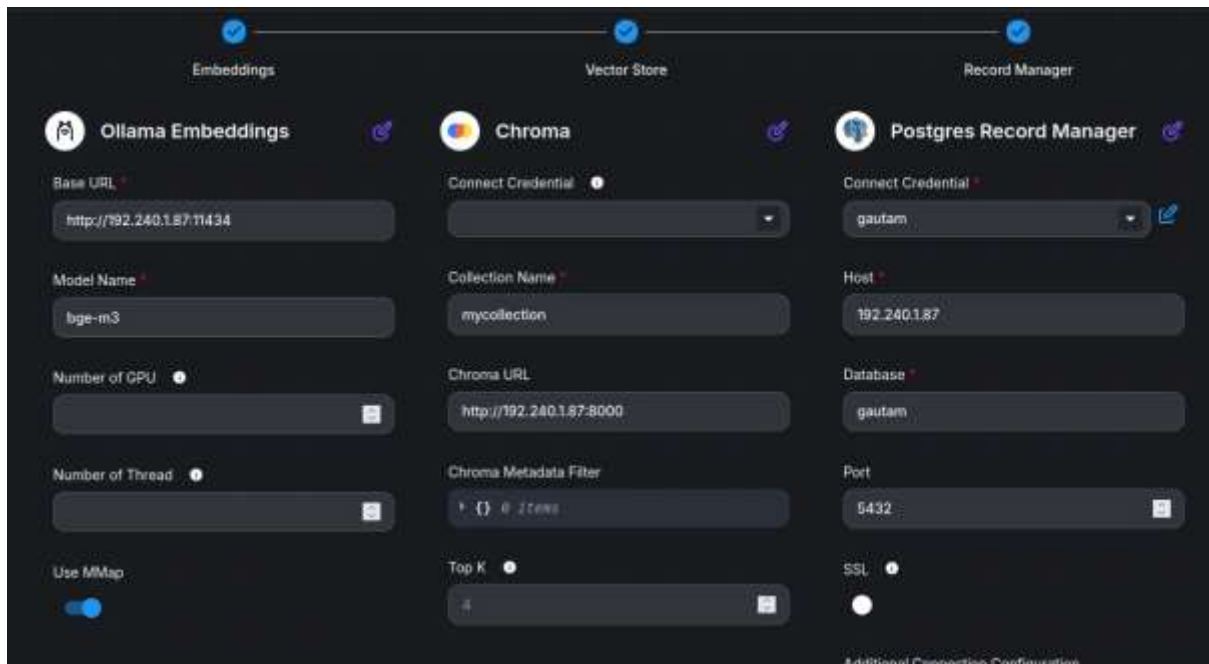 Embeddings
Vector Store
Record Manager
Ollama Embeddings
Base URL *
http://192.240.1.87:11434
Model Name *
bge-m3
Number of GPU
Number of Thread
Use MMap
Chroma
Connect Credential
Collection Name *
mycollection
Chroma URL
http://192.240.1.87:8000
Chroma Metadata Filter
{} 0 Items
Top K
4
Postgres Record Manager
Connect Credential *
gautam
Host *
192.240.1.87
Database *
gautam
Port
5432
SSL
Additional Connection Configuration